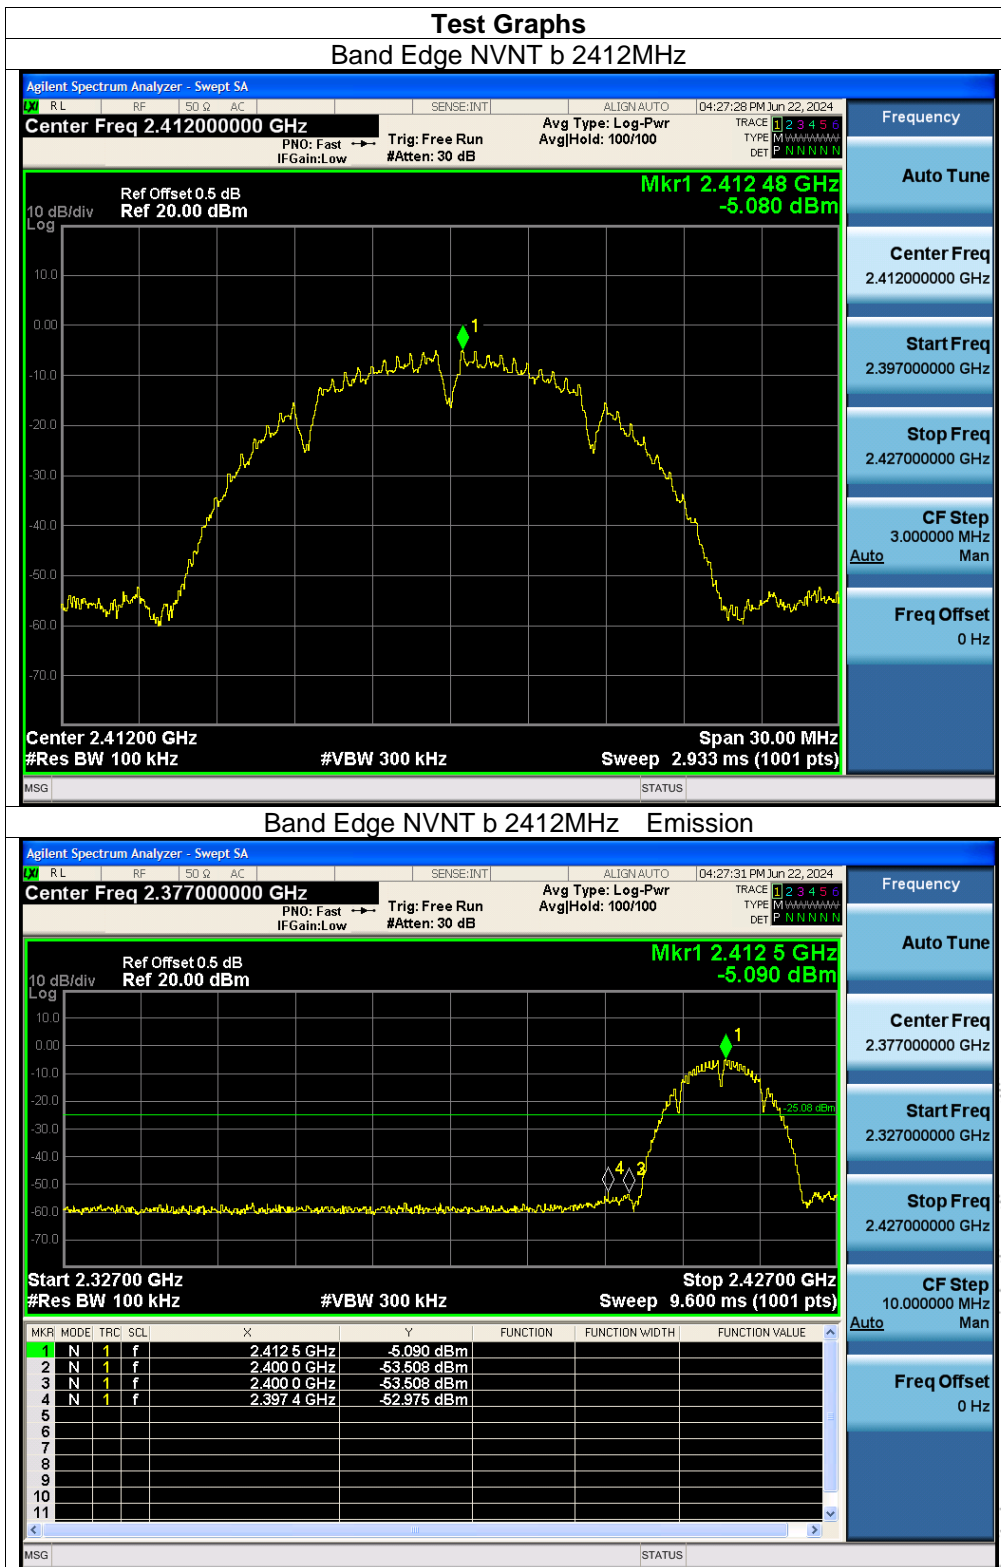 Test Graphs
Band Edge NVNT b 2412MHz
Agilent Spectrum Analyzer - Swept SA
LXI RL RF 50 Ω AC SENSE:INT ALIGN AUTO 04:27:28 PM Jun 22, 2024
Center Freq 2.412000000 GHz
PNO: Fast
IFGain:Low
Trig: Free Run
#Atten: 30 dB
Avg Type: Log-Pwr
Avg|Hold: 100/100
TRACE 1 2 3 4 5 6
TYPE M WWWWW
DET P N N N N N
Frequency
Auto Tune
Center Freq
2.412000000 GHz
Start Freq
2.397000000 GHz
Stop Freq
2.427000000 GHz
CF Step
3.000000 MHz
Auto Man
Freq Offset
0 Hz
Mkr1 2.412 48 GHz
-5.080 dBm
Ref Offset 0.5 dB
10 dB/div Ref 20.00 dBm
Log
10.0
0.00
-10.0
-20.0
-30.0
-40.0
-50.0
-60.0
-70.0
1
Center 2.41200 GHz Span 30.00 MHz
#Res BW 100 kHz #VBW 300 kHz Sweep 2.933 ms (1001 pts)
MSG STATUS
Band Edge NVNT b 2412MHz Emission
Agilent Spectrum Analyzer - Swept SA
LXI RL RF 50 Ω AC SENSE:INT ALIGN AUTO 04:27:31 PM Jun 22, 2024
Center Freq 2.377000000 GHz
PNO: Fast
IFGain:Low
Trig: Free Run
#Atten: 30 dB
Avg Type: Log-Pwr
Avg|Hold: 100/100
TRACE 1 2 3 4 5 6
TYPE M WWWWW
DET P N N N N N
Frequency
Auto Tune
Center Freq
2.377000000 GHz
Start Freq
2.327000000 GHz
Stop Freq
2.427000000 GHz
CF Step
10.000000 MHz
Auto Man
Freq Offset
0 Hz
Mkr1 2.412 5 GHz
-5.090 dBm
Ref Offset 0.5 dB
10 dB/div Ref 20.00 dBm
Log
10.0
0.00
-10.0
-20.0
-30.0
-40.0
-50.0
-60.0
-70.0
1
-25.08 dBm
4 3
Start 2.32700 GHz Stop 2.42700 GHz
#Res BW 100 kHz #VBW 300 kHz Sweep 9.600 ms (1001 pts)
MKR MODE TRC SCL X Y FUNCTION FUNCTION WIDTH FUNCTION VALUE
1 N 1 f 2.412 5 GHz -5.090 dBm
2 N 1 f 2.400 0 GHz -53.508 dBm
3 N 1 f 2.400 0 GHz -53.508 dBm
4 N 1 f 2.397 4 GHz -52.975 dBm
5
6
7
8
9
10
11
MSG STATUS